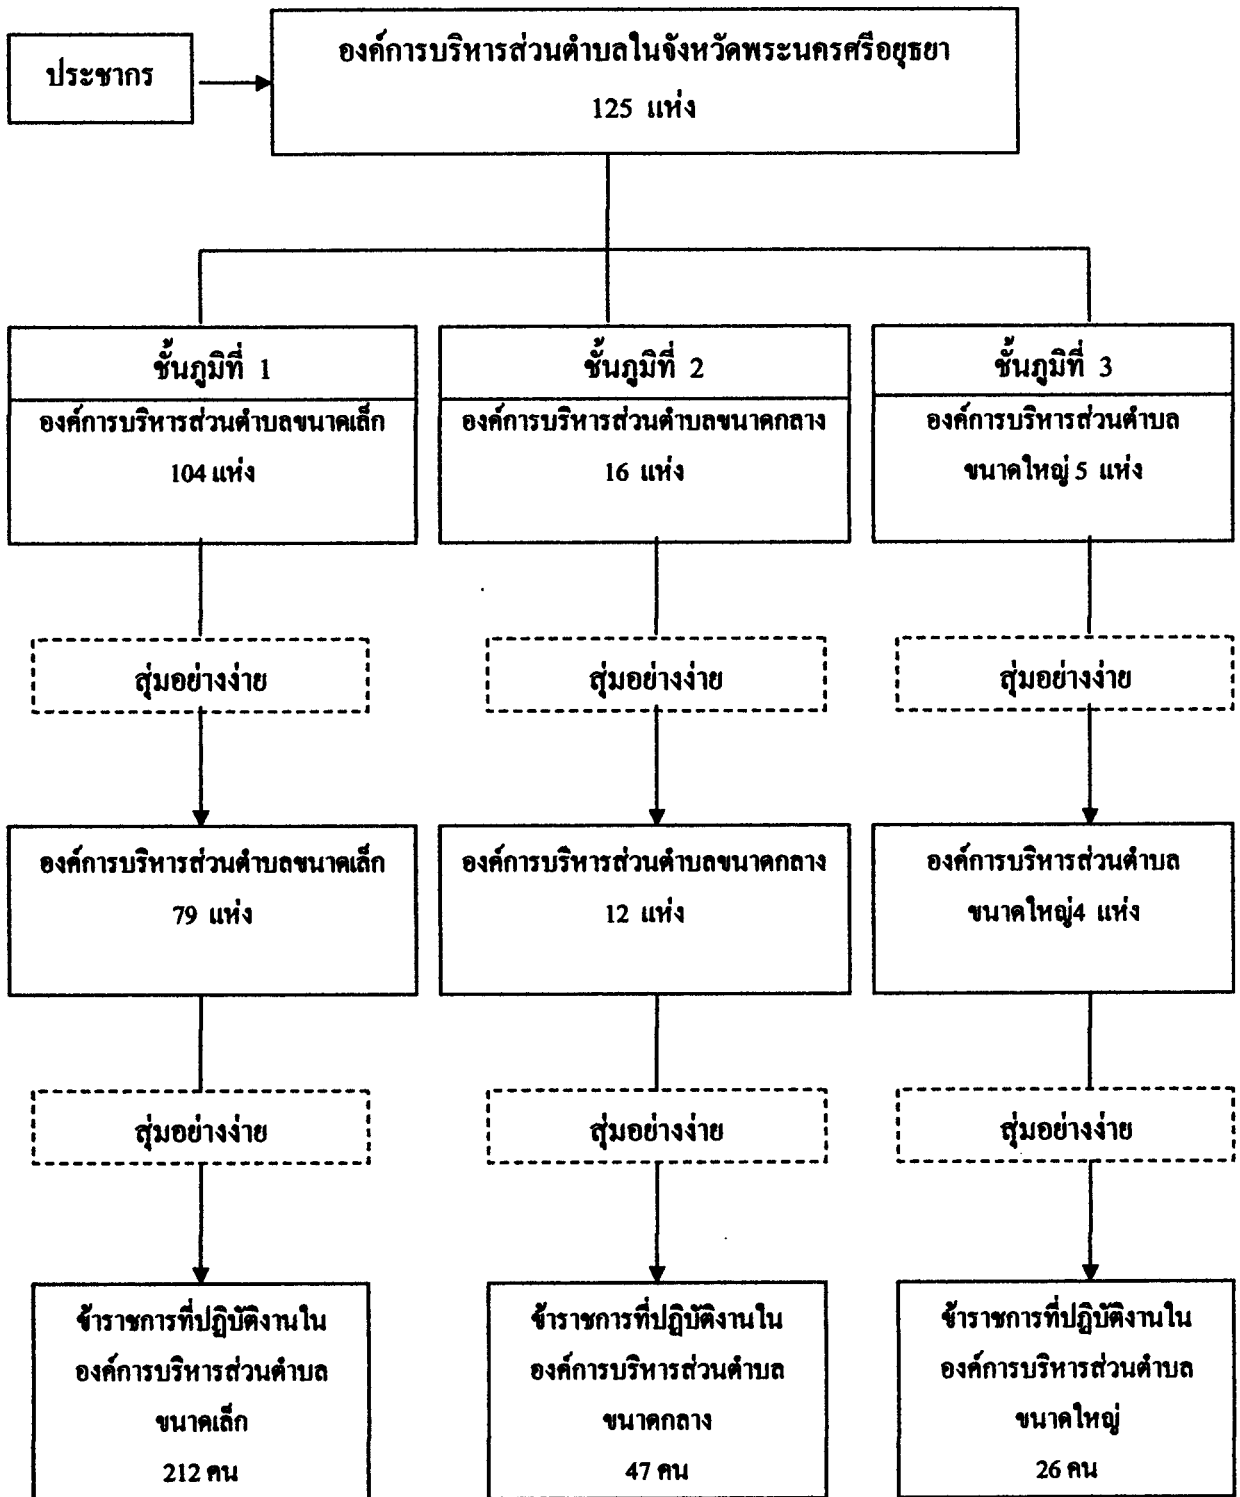 ประชากร
องค์การบริหารส่วนตำบลในจังหวัดพระนครศรีอยุธยา
125 แห่ง
ชั้นภูมิที่ 1
องค์การบริหารส่วนตำบลขนาดเล็ก
104 แห่ง
ชั้นภูมิที่ 2
องค์การบริหารส่วนตำบลขนาดกลาง
16 แห่ง
ชั้นภูมิที่ 3
องค์การบริหารส่วนตำบล
ขนาดใหญ่ 5 แห่ง
สุ่มอย่างง่าย
สุ่มอย่างง่าย
สุ่มอย่างง่าย
องค์การบริหารส่วนตำบลขนาดเล็ก
79 แห่ง
องค์การบริหารส่วนตำบลขนาดกลาง
12 แห่ง
องค์การบริหารส่วนตำบล
ขนาดใหญ่4 แห่ง
สุ่มอย่างง่าย
สุ่มอย่างง่าย
สุ่มอย่างง่าย
ข้าราชการที่ปฏิบัติงานใน
องค์การบริหารส่วนตำบล
ขนาดเล็ก
212 คน
ข้าราชการที่ปฏิบัติงานใน
องค์การบริหารส่วนตำบล
ขนาดกลาง
47 คน
ข้าราชการที่ปฏิบัติงานใน
องค์การบริหารส่วนตำบล
ขนาดใหญ่
26 คน